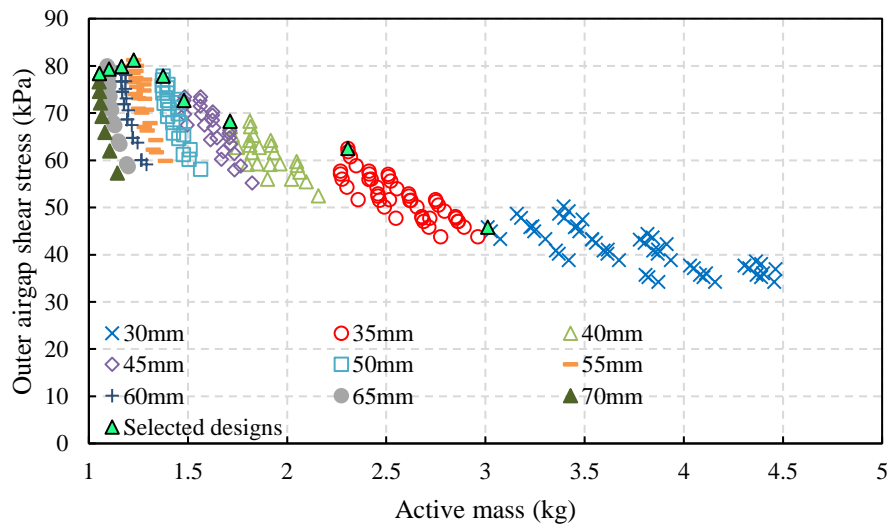 Outer airgap shear stress (kPa)
90
80
70
60
50
40
30
20
10
0
30mm 35mm 40mm
45mm 50mm 55mm
60mm 65mm 70mm
Selected designs
1 1.5 2 2.5 3 3.5 4 4.5 5
Active mass (kg)